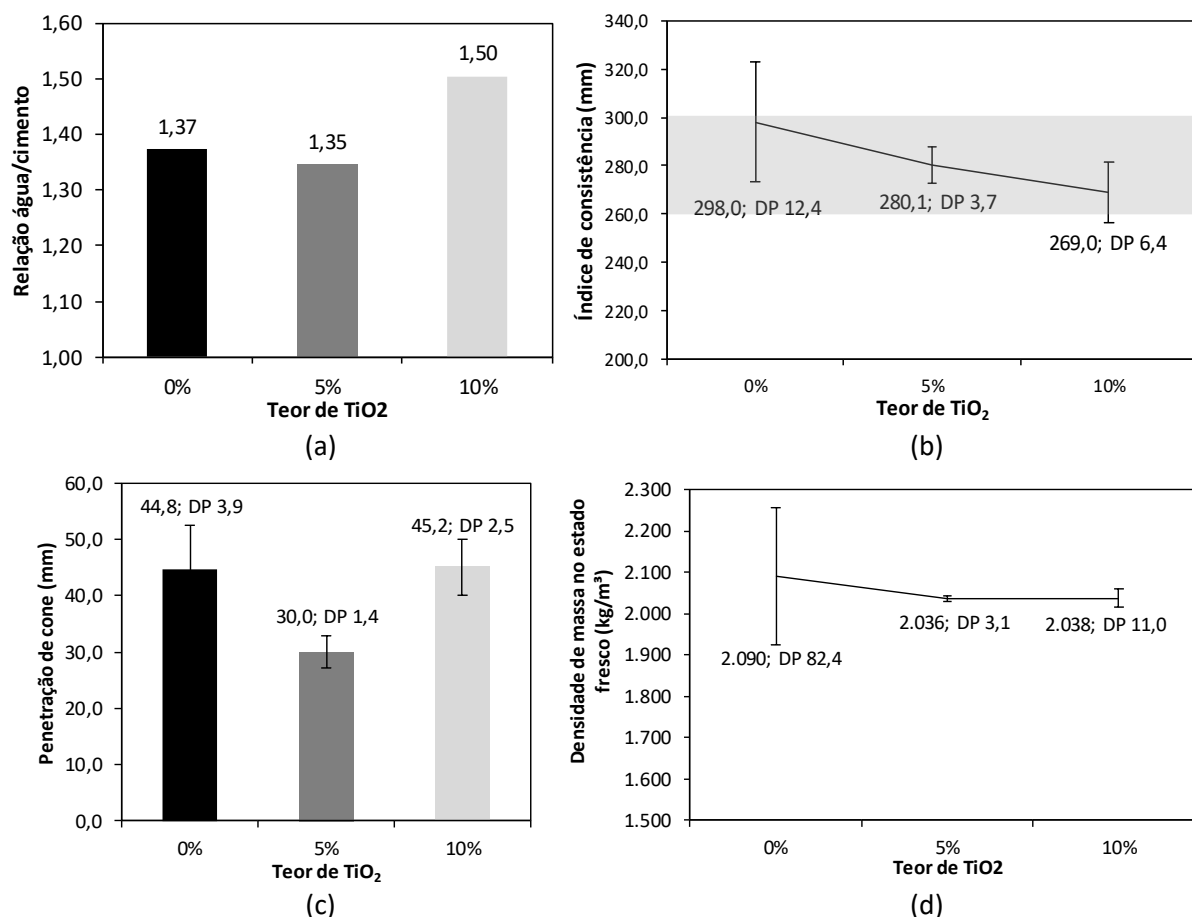 1,60
1,50
1,40
1,30
1,20
1,10
1,00
Relação água/cimento
1,37
1,35
1,50
0%
5%
10%
Teor de TiO2
(a)
340,0
320,0
300,0
280,0
260,0
240,0
220,0
200,0
Índice de consistência (mm)
298,0; DP 12,4
280,1; DP 3,7
269,0; DP 6,4
0%
5%
10%
Teor de TiO₂
(b)
60,0
50,0
40,0
30,0
20,0
10,0
0,0
Penetração de cone (mm)
44,8; DP 3,9
30,0; DP 1,4
45,2; DP 2,5
0%
5%
10%
Teor de TiO₂
(c)
2.300
2.200
2.100
2.000
1.900
1.800
1.700
1.600
1.500
Densidade de massa no estado
fresco (kg/m³)
2.090; DP 82,4
2.036; DP 3,1
2.038; DP 11,0
0%
5%
10%
Teor de TiO2
(d)